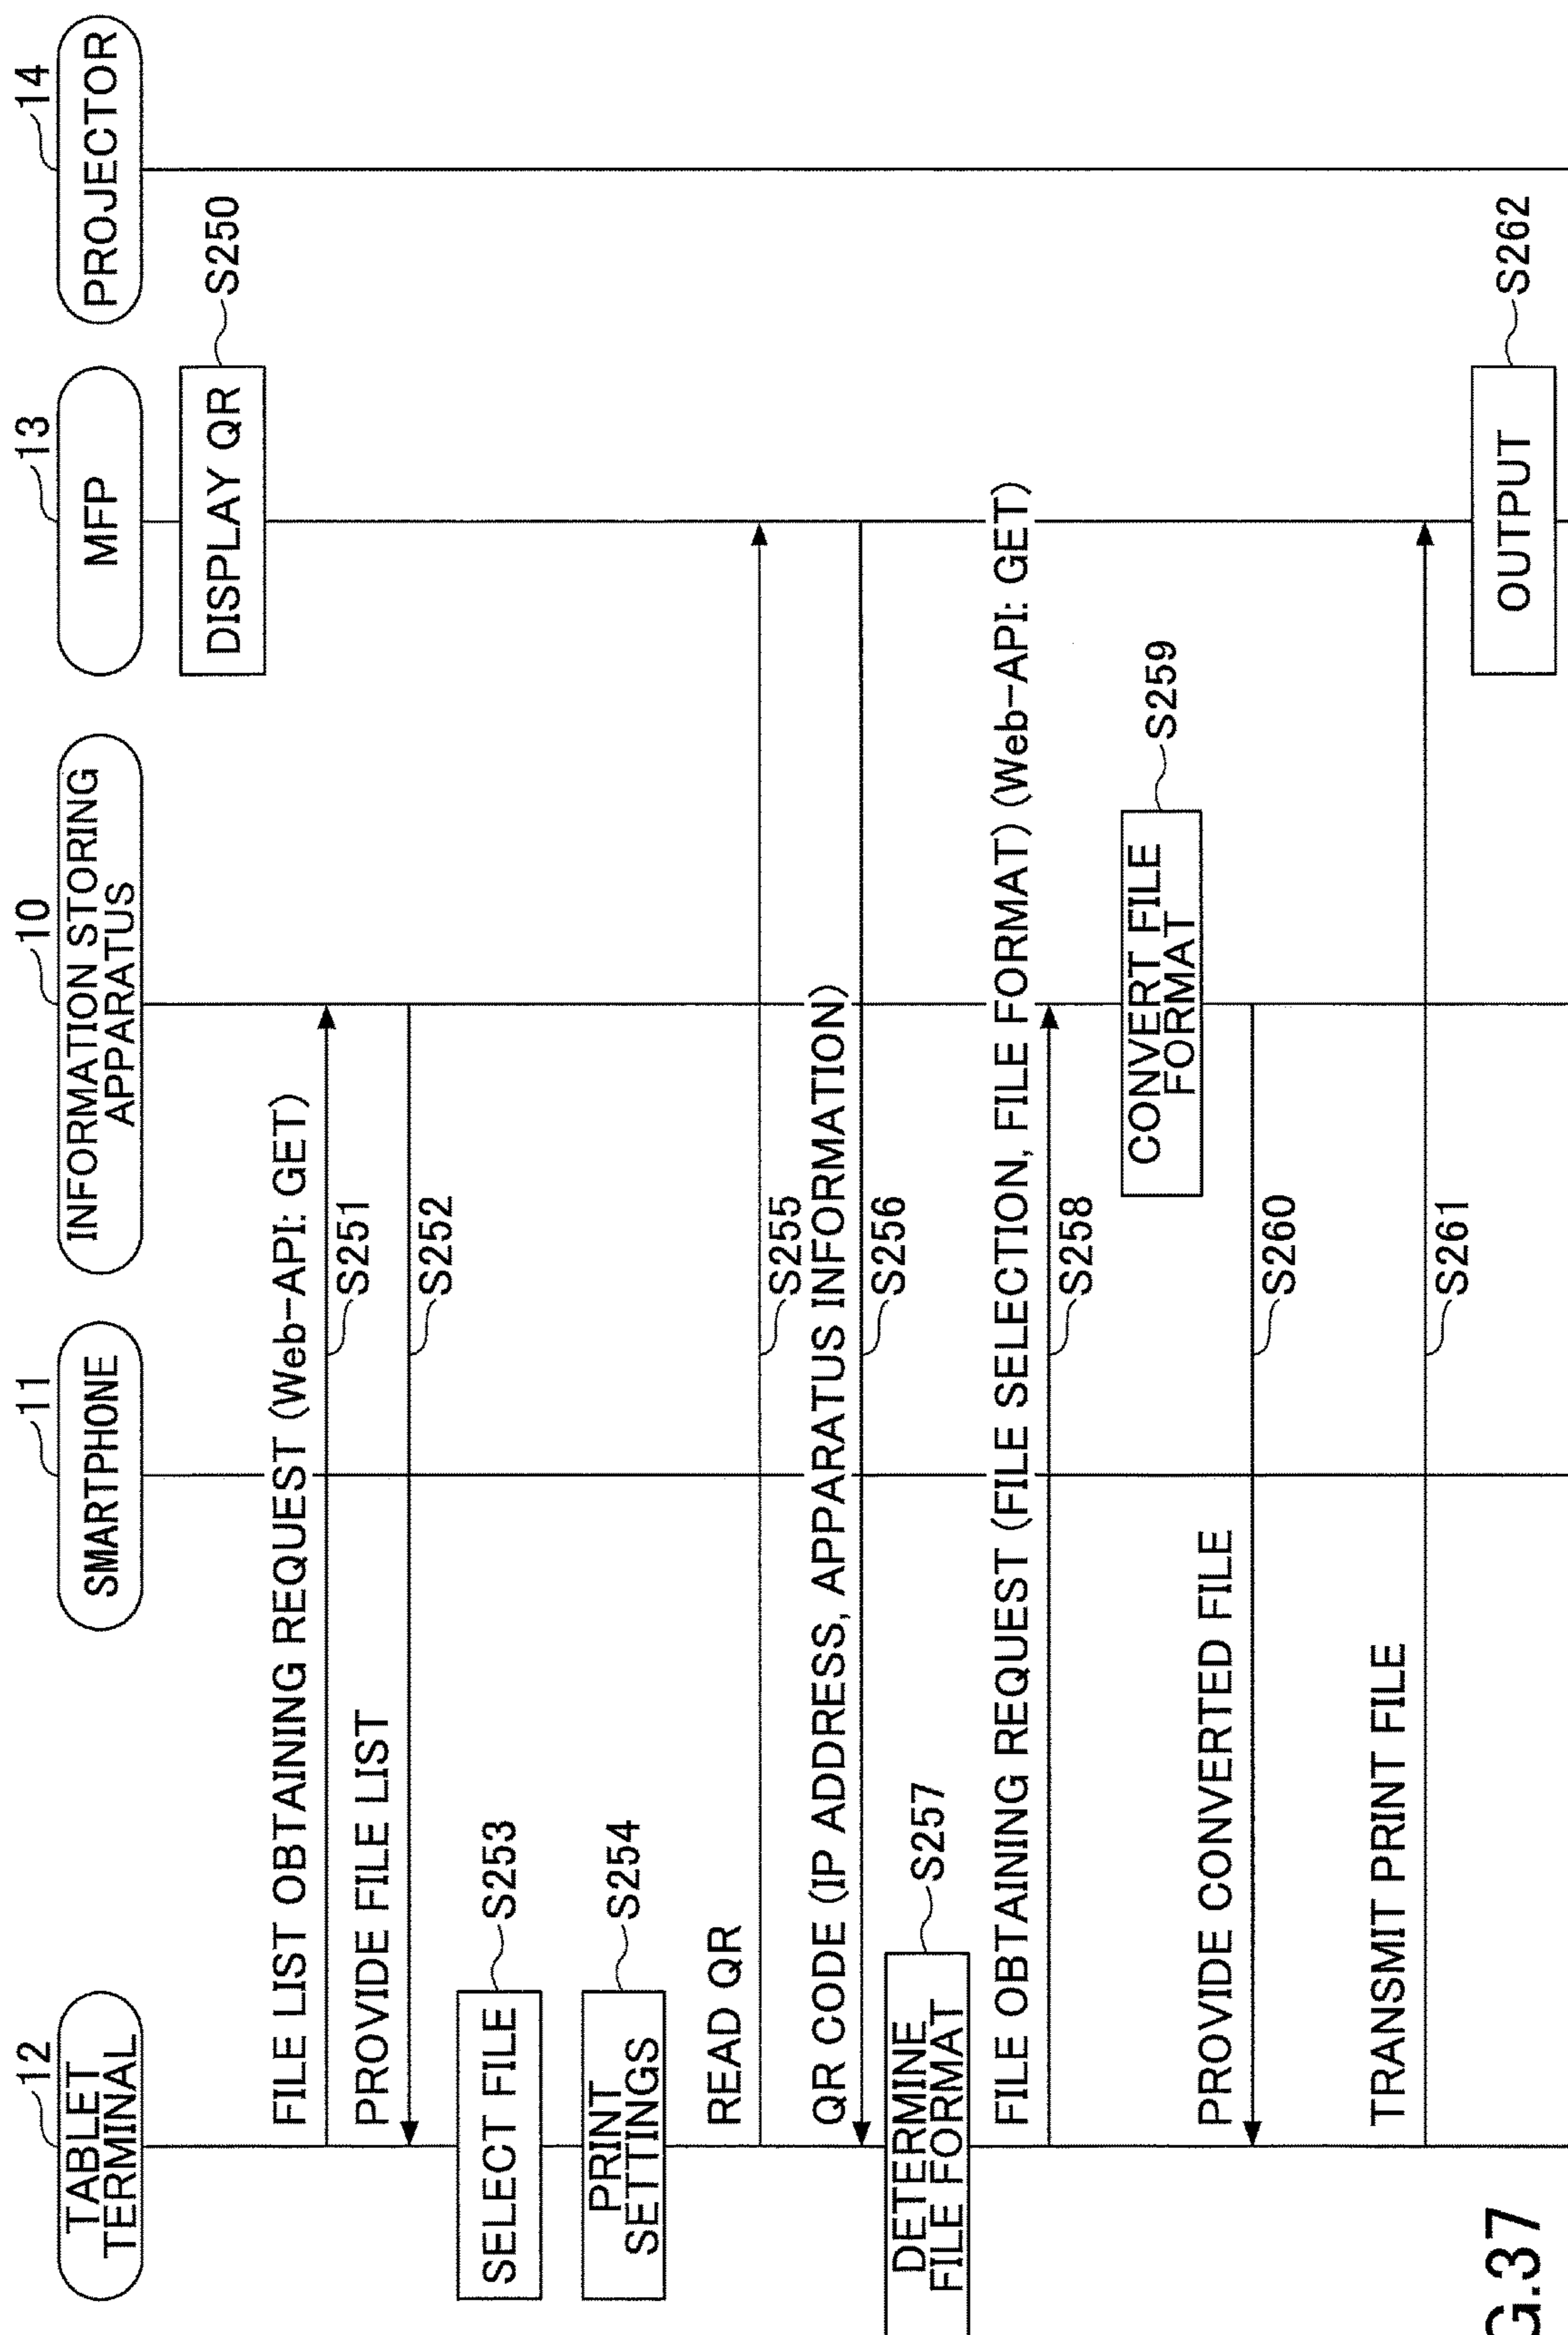 12
TABLET
TERMINAL
11
SMARTPHONE
10
INFORMATION STORING
APPARATUS
13
MFP
14
PROJECTOR
DISPLAY QR
S250
FILE LIST OBTAINING REQUEST (Web-API: GET)
S251
PROVIDE FILE LIST
S252
SELECT FILE
S253
PRINT
SETTINGS
S254
READ QR
S255
QR CODE (IP ADDRESS, APPARATUS INFORMATION)
S256
DETERMINE
FILE FORMAT
S257
FILE OBTAINING REQUEST (FILE SELECTION, FILE FORMAT) (Web-API: GET)
S258
CONVERT FILE
FORMAT
S259
PROVIDE CONVERTED FILE
S260
TRANSMIT PRINT FILE
S261
OUTPUT
S262
G.37